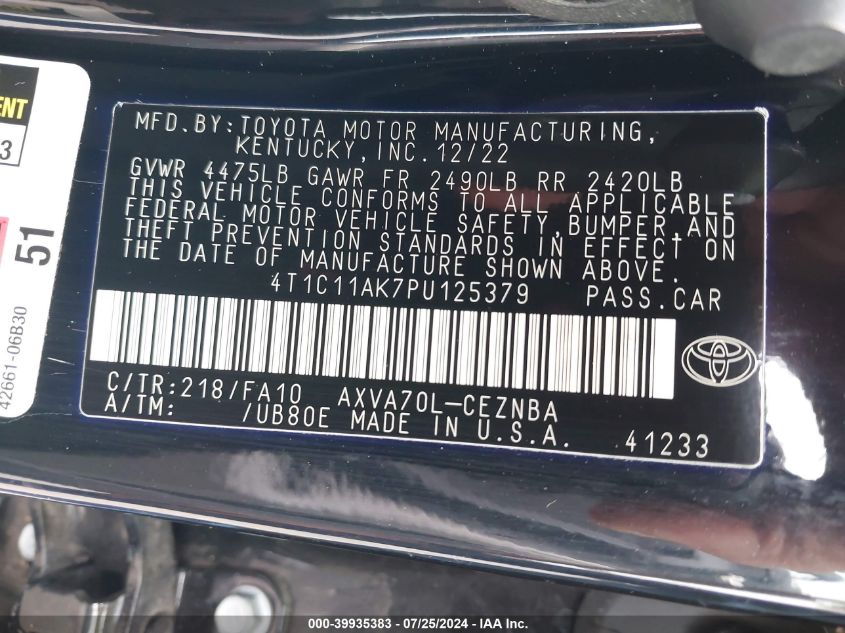 MFD.BY:TOYOTA MOTOR MANUFACTURING,
KENTUCKY,INC.12/22
GVWR 4475LB GAWR FR 2490LB RR 2420LB
THIS VEHICLE CONFORMS TO ALL APPLICABLE
FEDERAL MOTOR VEHICLE SAFETY,BUMPER,AND
THEFT PREVENTION STANDARDS IN EFFECT ON
THE DATE OF MANUFACTURE SHOWN ABOVE.
4T1C11AK7PU125379 PASS.CAR
C/TR:218/FA10 AXVA70L-CEZNBA
A/TM: /UB80E MADE IN U.S.A. 41233
51
42661-06B30
3
000-39935383 - 07/25/2024 - IAAI.com